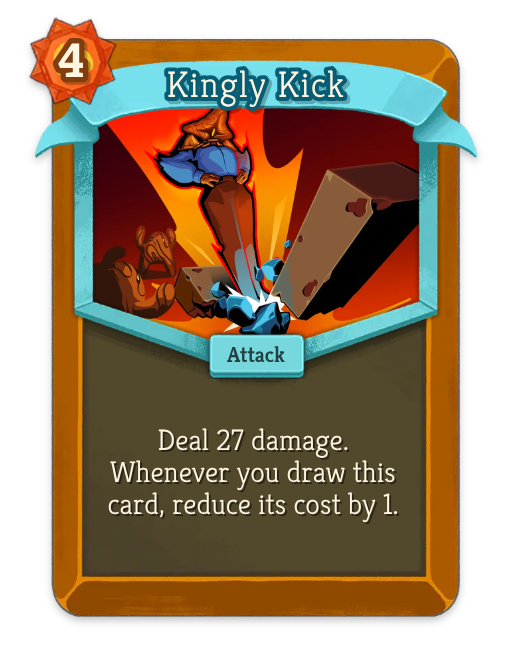 4
Kingly Kick
Attack
Deal 27 damage.
Whenever you draw this
card, reduce its cost by 1.